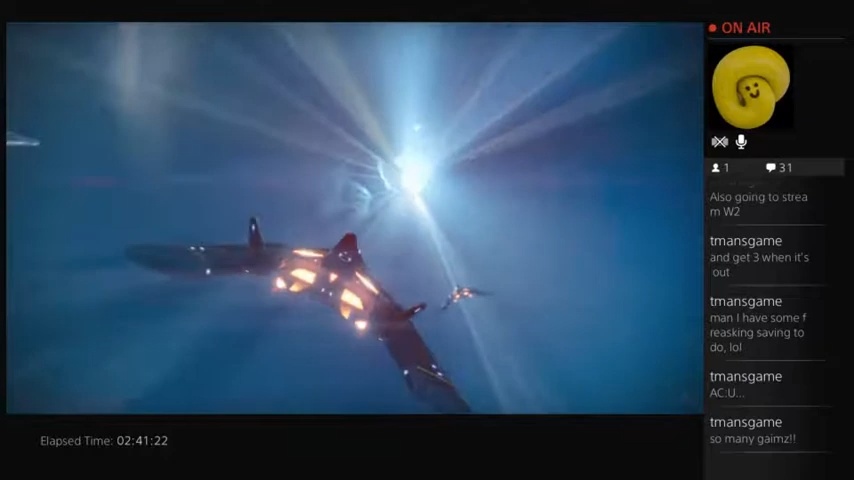 ON AIR
1
31
Also going to strea
m W2
tmansgame
and get 3 when it's
out
tmansgame
man I have some f
reasking saving to
do, lol
tmansgame
AC:U...
tmansgame
so many gaimz!!
Elapsed Time: 02:41:22